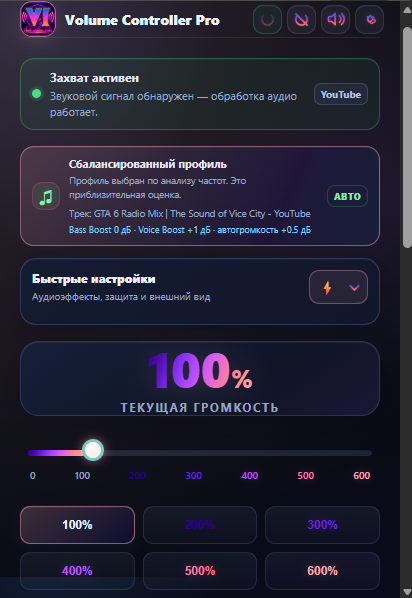 VI
Volume Controller Pro
Захват активен
Звуковой сигнал обнаружен — обработка аудио
работает.
YouTube
Сбалансированный профиль
Профиль выбран по анализу частот. Это
приблизительная оценка.
АВТО
Трек: GTA 6 Radio Mix | The Sound of Vice City - YouTube
Bass Boost 0 дБ · Voice Boost +1 дБ · автогромкость +0.5 дБ
Быстрые настройки
Аудиоэффекты, защита и внешний вид
100%
ТЕКУЩАЯ ГРОМКОСТЬ
0 100 200 300 400 500 600
100% 200% 300%
400% 500% 600%